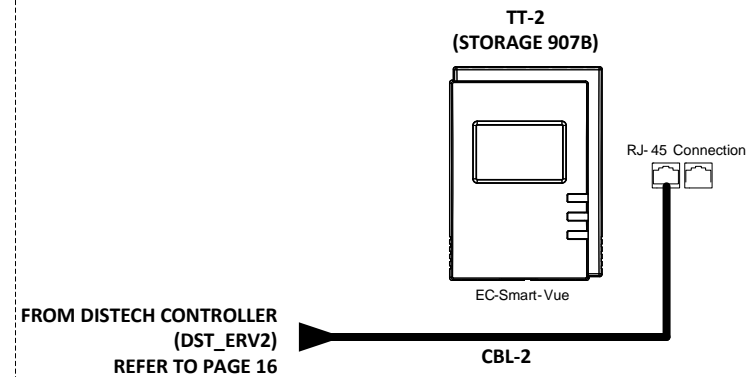 TT-2
(STORAGE 907B)
RJ-45 Connection
EC-Smart-Vue
FROM DISTECH CONTROLLER
(DST_ERV2)
REFER TO PAGE 16
CBL-2